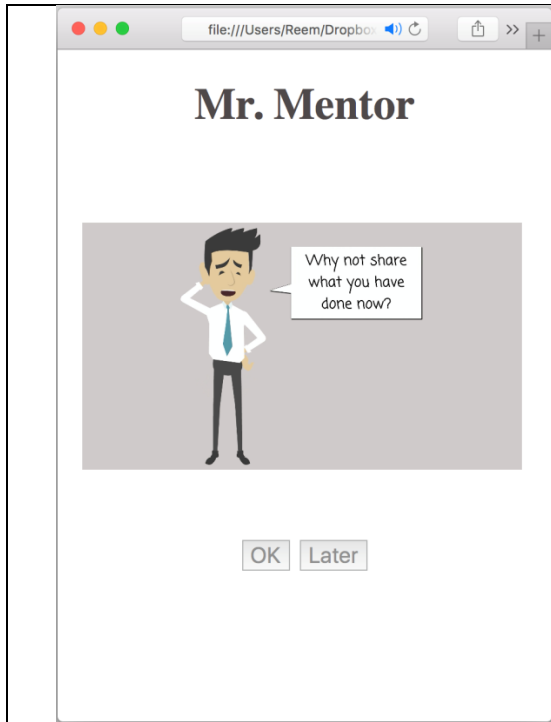 file:///Users/Reem/Dropbox
Mr. Mentor
Why not share
what you have
done now?
OK
Later